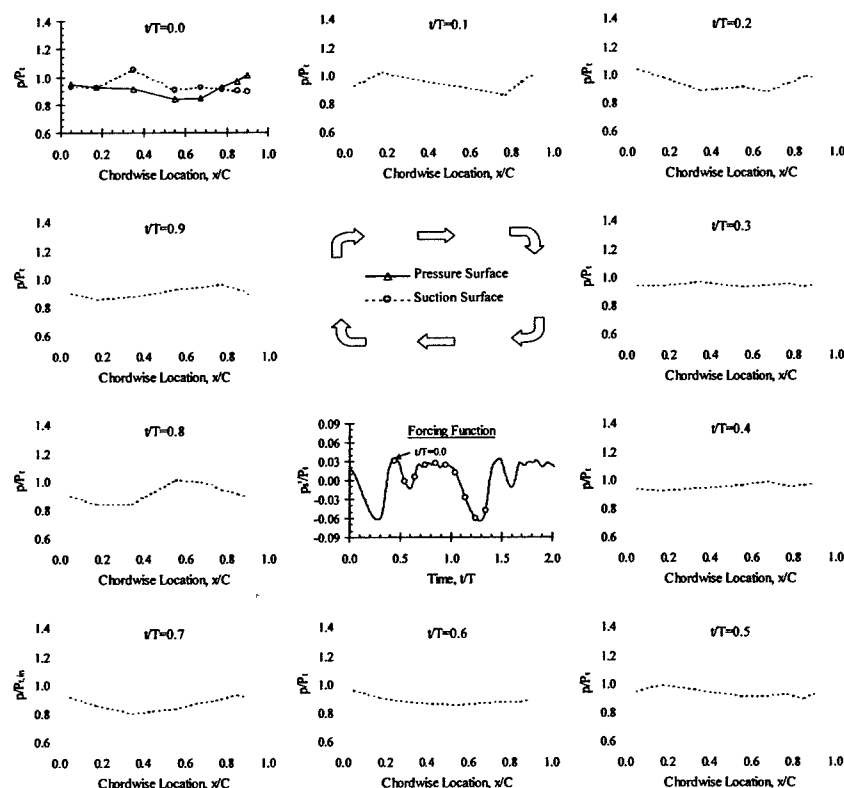 t/T=0.0
1.4
1.2
1.0
0.8
0.6
p/Pt
0.0 0.2 0.4 0.6 0.8 1.0
Chordwise Location, x/C
t/T=0.1
1.4
1.2
1.0
0.8
0.6
p/Pt
0.0 0.2 0.4 0.6 0.8 1.0
Chordwise Location, x/C
t/T=0.2
1.4
1.2
1.0
0.8
0.6
p/Pt
0.0 0.2 0.4 0.6 0.8 1.0
Chordwise Location, x/C
t/T=0.9
1.4
1.2
1.0
0.8
0.6
p/Pt
0.0 0.2 0.4 0.6 0.8 1.0
Chordwise Location, x/C
Pressure Surface
Suction Surface
t/T=0.3
1.4
1.2
1.0
0.8
0.6
p/Pt
0.0 0.2 0.4 0.6 0.8 1.0
Chordwise Location, x/C
t/T=0.8
1.4
1.2
1.0
0.8
0.6
p/Pt
0.0 0.2 0.4 0.6 0.8 1.0
Chordwise Location, x/C
Forcing Function
t/T=0.0
0.09
0.06
0.03
0.00
-0.03
-0.06
-0.09
ps'/Pt
0.0 0.5 1.0 1.5 2.0
Time, t/T
t/T=0.4
1.4
1.2
1.0
0.8
0.6
p/Pt
0.0 0.2 0.4 0.6 0.8 1.0
Chordwise Location, x/C
t/T=0.7
1.4
1.2
1.0
0.8
0.6
p/Pt,in
0.0 0.2 0.4 0.6 0.8 1.0
Chordwise Location, x/C
t/T=0.6
1.4
1.2
1.0
0.8
0.6
p/Pt
0.0 0.2 0.4 0.6 0.8 1.0
Chordwise Location, x/C
t/T=0.5
1.4
1.2
1.0
0.8
0.6
p/Pt
0.0 0.2 0.4 0.6 0.8 1.0
Chordwise Location, x/C